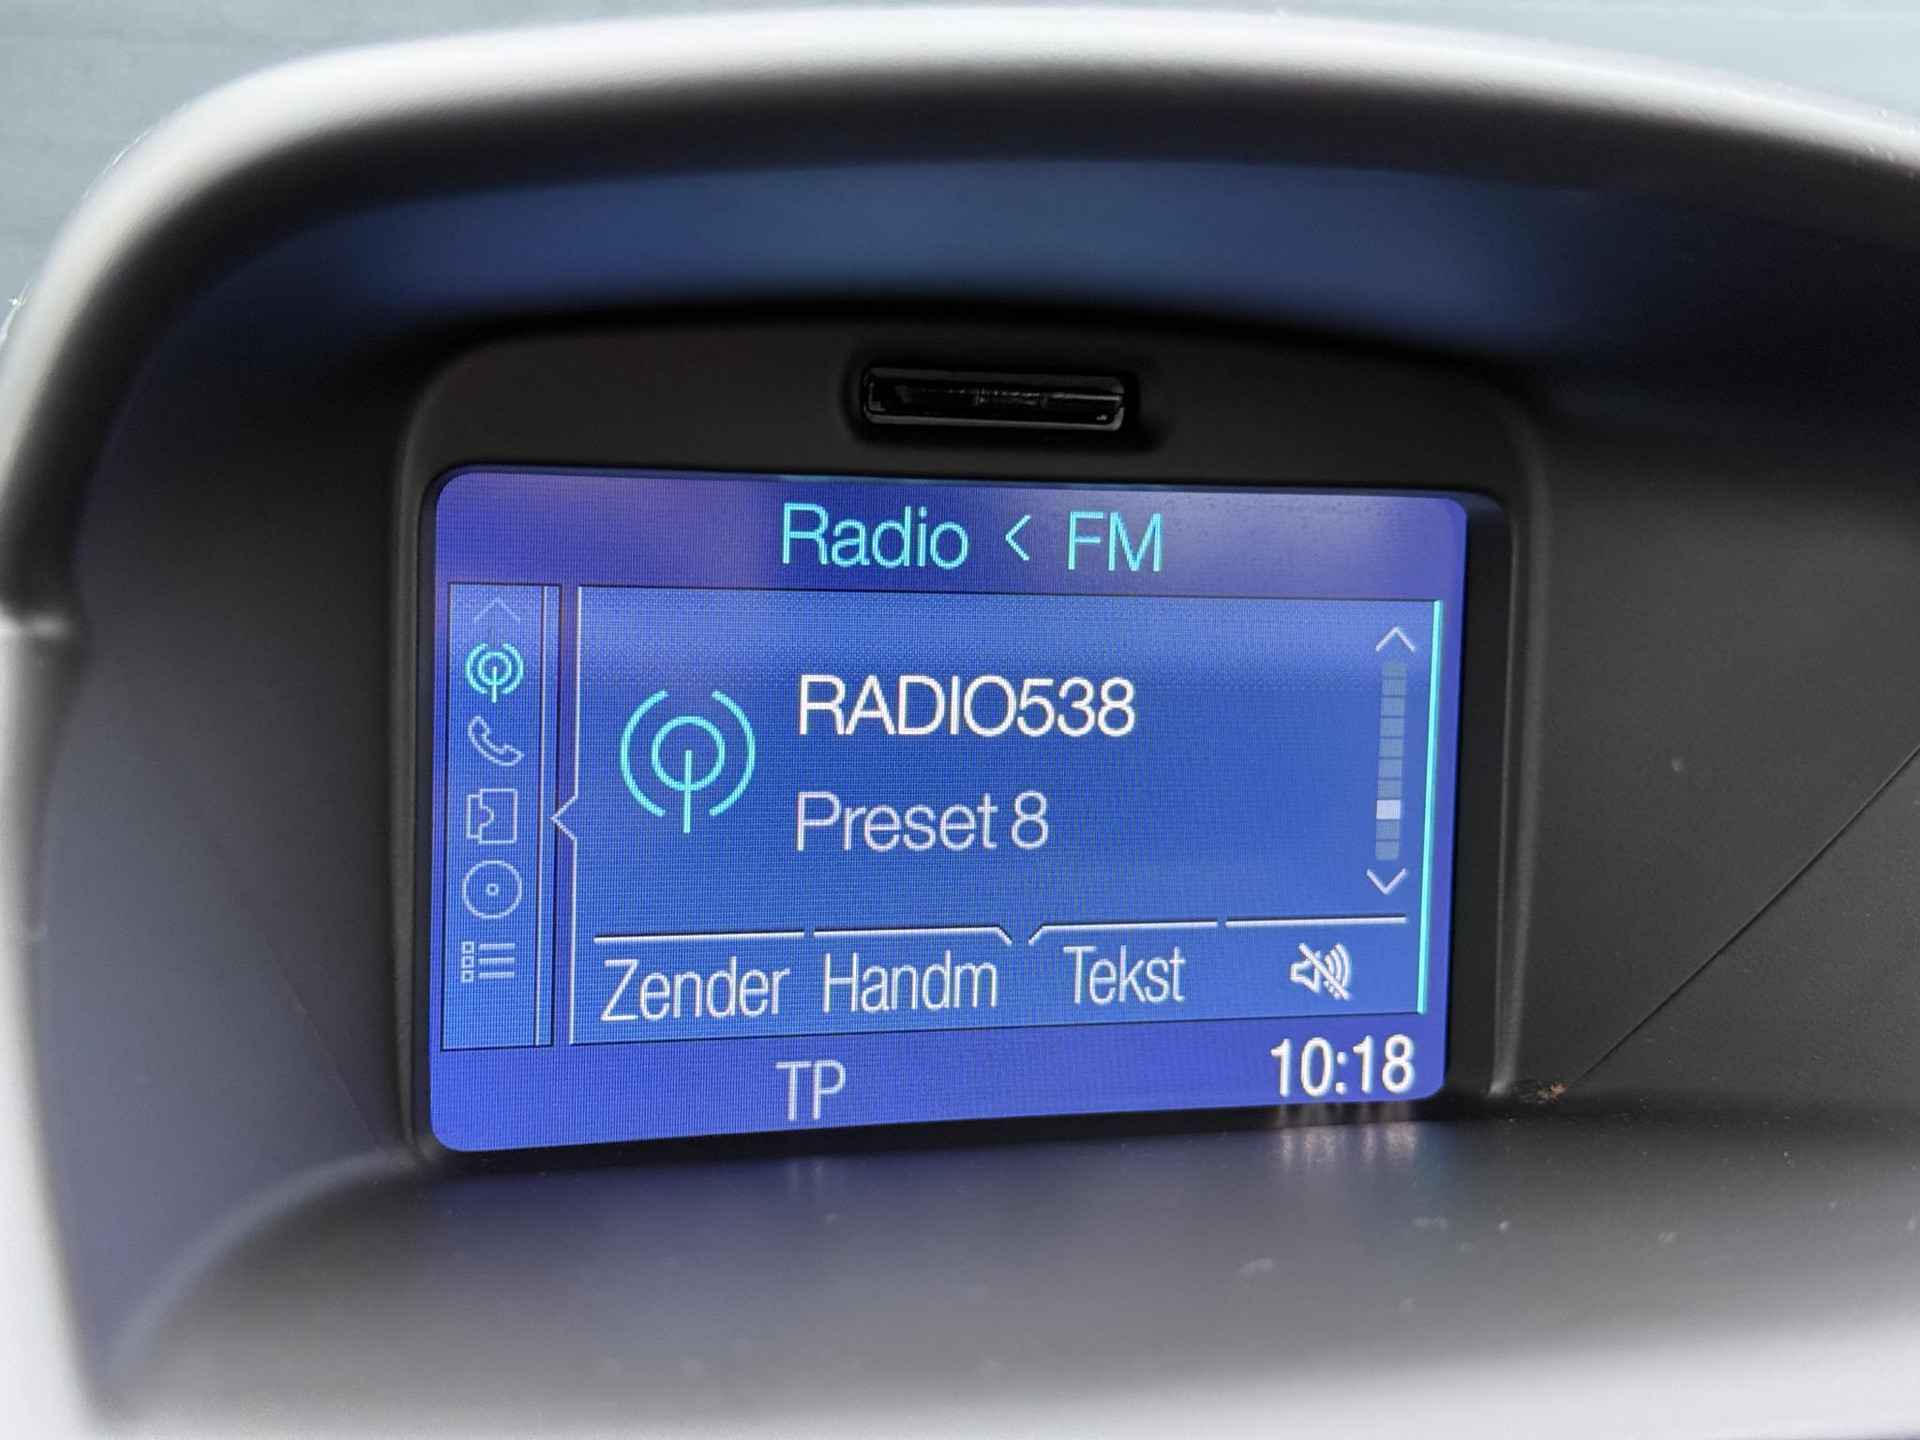 Radio < FM
RADIO538
Preset 8
Zender Handm Tekst
TP 10:18